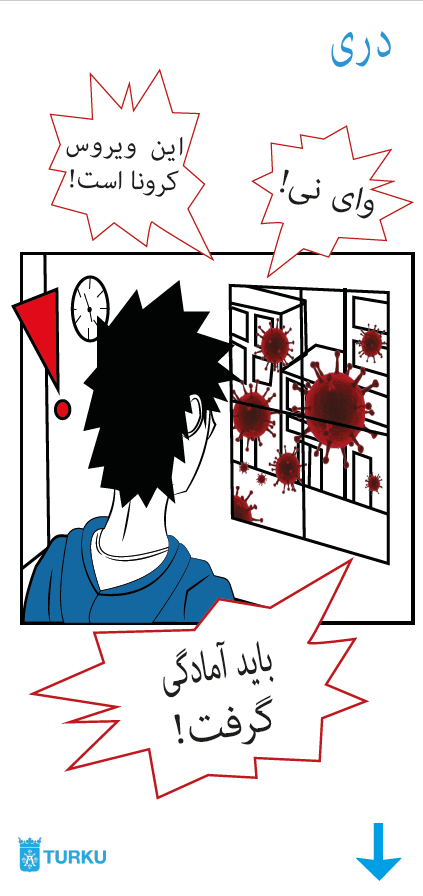 دری
وای نی!
این ویروس
کرونا است!
باید آمادگی
گرفت!
TURKU